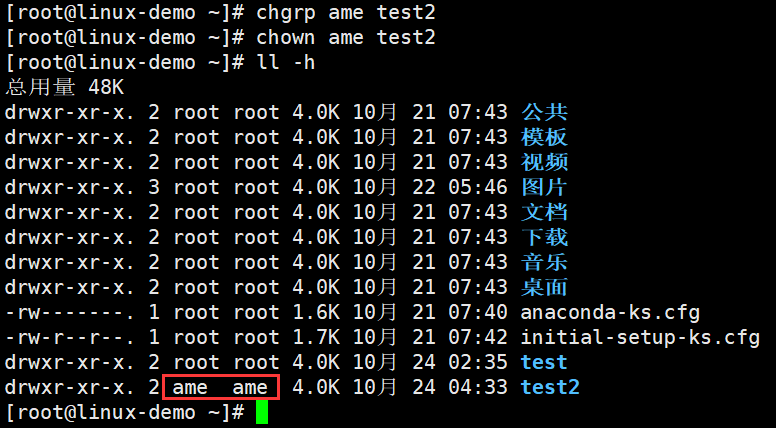 [root@linux-demo ~]# chgrp ame test2
[root@linux-demo ~]# chown ame test2
[root@linux-demo ~]# ll -h
总用量 48K
drwxr-xr-x. 2 root root 4.0K 10月 21 07:43 公共
drwxr-xr-x. 2 root root 4.0K 10月 21 07:43 模板
drwxr-xr-x. 2 root root 4.0K 10月 21 07:43 视频
drwxr-xr-x. 3 root root 4.0K 10月 22 05:46 图片
drwxr-xr-x. 2 root root 4.0K 10月 21 07:43 文档
drwxr-xr-x. 2 root root 4.0K 10月 21 07:43 下载
drwxr-xr-x. 2 root root 4.0K 10月 21 07:43 音乐
drwxr-xr-x. 2 root root 4.0K 10月 21 07:43 桌面
-rw-------. 1 root root 1.6K 10月 21 07:40 anaconda-ks.cfg
-rw-r--r--. 1 root root 1.7K 10月 21 07:42 initial-setup-ks.cfg
drwxr-xr-x. 2 root root 4.0K 10月 24 02:35 test
drwxr-xr-x. 2 ame  ame  4.0K 10月 24 04:33 test2
[root@linux-demo ~]#